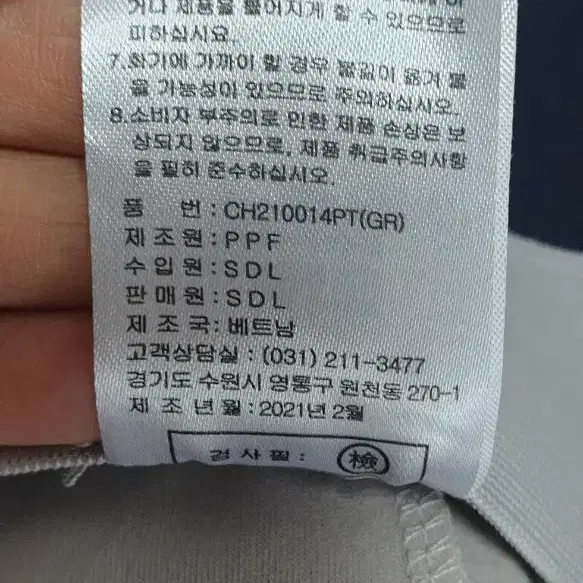 거나 제품을 떨어지게 할 수 있으므로
피하십시요.
7.화기에 가까이 할 경우 불길이 옮겨 붙
을 가능성이 있으므로 주의하십시오.
8.소비자 부주의로 인한 제품 손상은 보
상되지 않으므로, 제품 취급주의사항
을 필히 준수하십시오.
품 번 : CH210014PT(GR)
제 조 원 : P P F
수 입 원 : S D L
판 매 원 : S D L
제 조 국 : 베트남
고객상담실 : (031) 211-3477
경기도 수원시 영통구 원천동 270-1
제 조 년 월 : 2021년 2월
검 사 필 : 檢